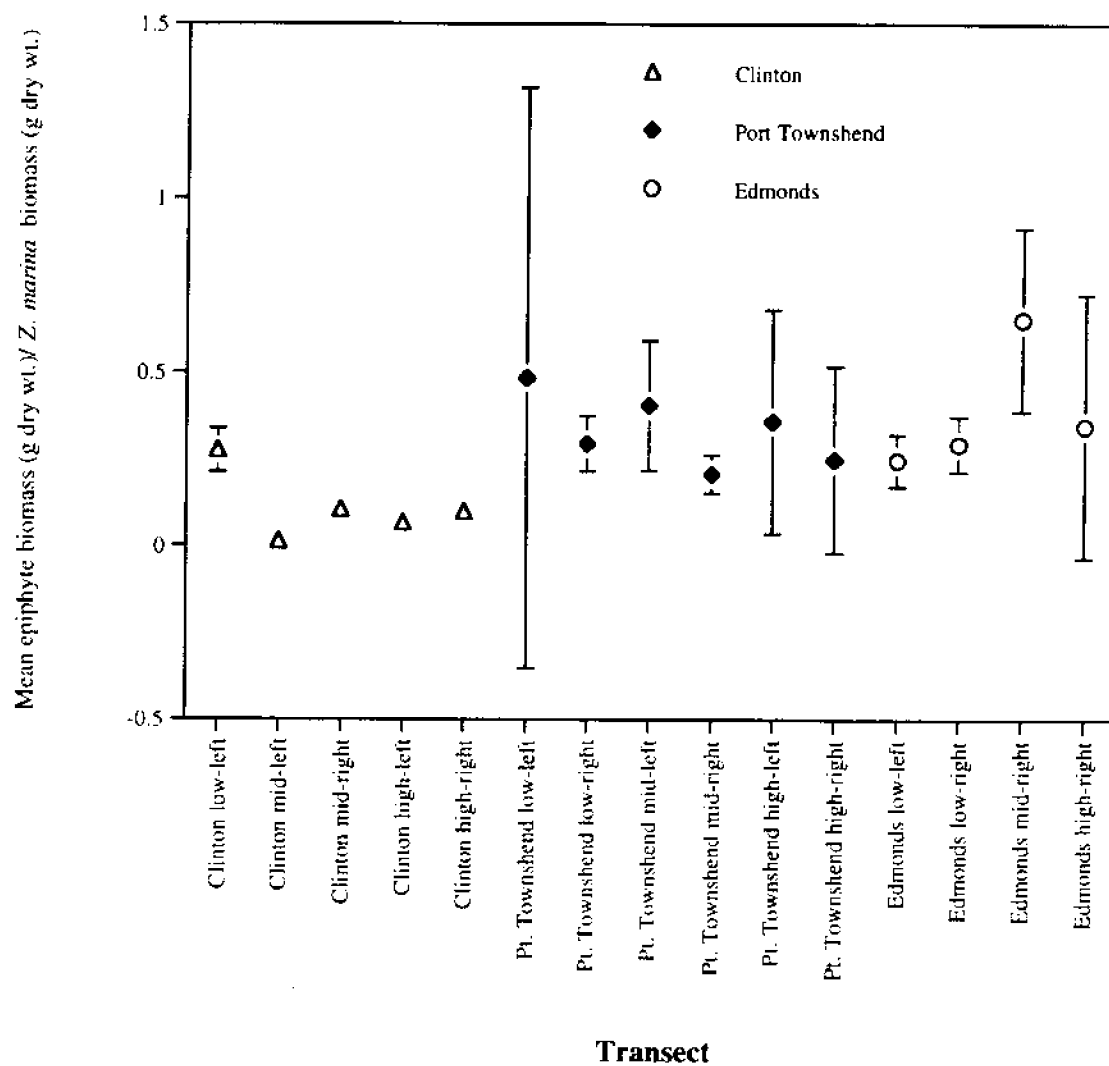 Mean epiphyte biomass (g dry wt.)/ Z. marina biomass (g dry wt.)
1.5
1
0.5
0
-0.5
Clinton
Port Townshend
Edmonds
Clinton low-left
Clinton mid-left
Clinton mid-right
Clinton high-left
Clinton high-right
Pt. Townshend low-left
Pt. Townshend low-right
Pt. Townshend mid-left
Pt. Townshend mid-right
Pt. Townshend high-left
Pt. Townshend high-right
Edmonds low-left
Edmonds low-right
Edmonds mid-right
Edmonds high-right
Transect